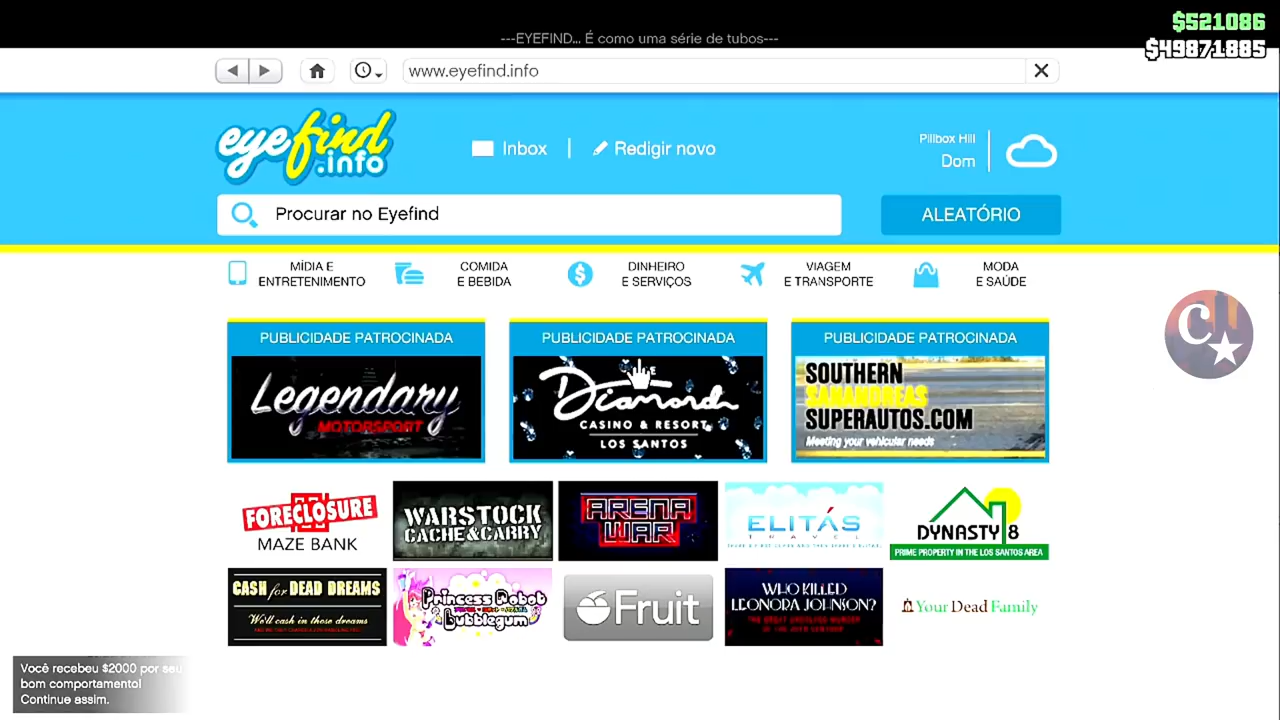 $521086
---EYEFIND... É como uma série de tubos---
$49871885
www.eyefind.info
eyefind
.info
Inbox
Redigir novo
Pillbox Hill
Dom
Procurar no Eyefind
ALEATÓRIO
MÍDIA E
ENTRETENIMENTO
COMIDA
E BEBIDA
DINHEIRO
E SERVIÇOS
VIAGEM
E TRANSPORTE
MODA
E SAÚDE
PUBLICIDADE PATROCINADA
PUBLICIDADE PATROCINADA
PUBLICIDADE PATROCINADA
Legendary
MOTORSPORT
Diamond
CASINO & RESORT
LOS SANTOS
SOUTHERN
SANANDREAS
SUPERAUTOS.COM
Meeting your vehicular needs
C
FORECLOSURE
MAZE BANK
WARSTOCK
CACHE & CARRY
ARENA
WAR
ELITÁS
TRAVEL
DYNASTY 8
PRIME PROPERTY IN THE LOS SANTOS AREA
CASH for DEAD DREAMS
We'll cash in those dreams
Princess Robot
Bubblegum
Fruit
WHO KILLED
LEONORA JOHNSON?
Your Dead Family
Você recebeu $2000 por seu
bom comportamento!
Continue assim.